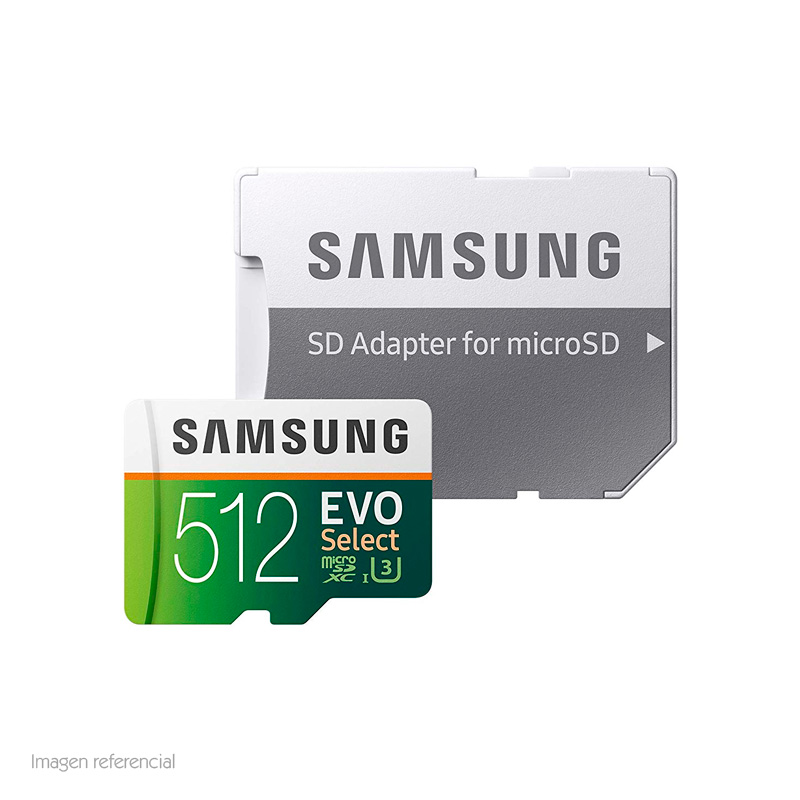 SAMSUNG
SD Adapter for microSD
SAMSUNG
512
EVO
Select
micro
SD
XC I 3
Imagen referencial